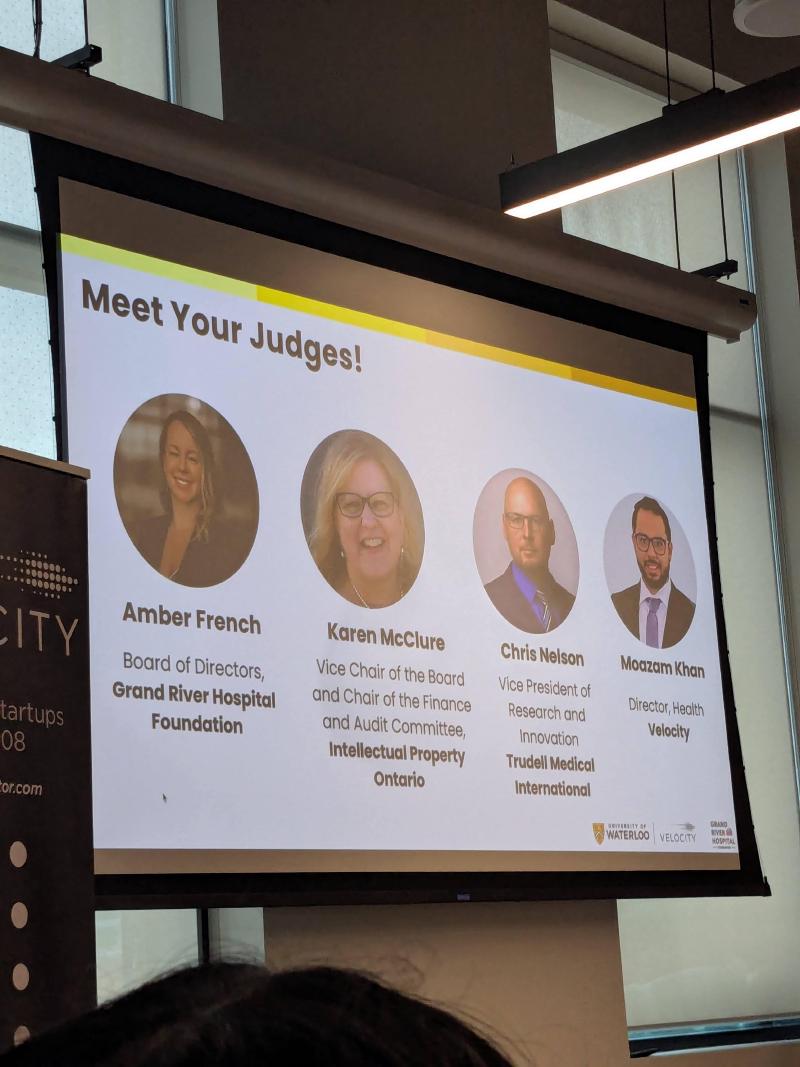 Meet Your Judges!
Amber French
Board of Directors,
Grand River Hospital
Foundation
Karen McClure
Vice Chair of the Board
and Chair of the Finance
and Audit Committee,
Intellectual Property
Ontario
Chris Nelson
Vice President of
Research and
Innovation
Trudell Medical
International
Moazam Khan
Director, Health
Velocity
UNIVERSITY OF
WATERLOO
VELOCITY
GRAND
RIVER
HOSPITAL
CITY
tartups
08
tor.com